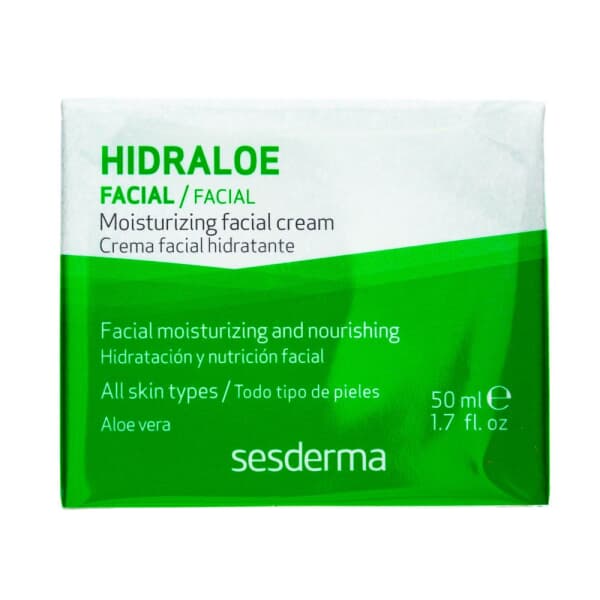 HIDRALOE
FACIAL / FACIAL
Moisturizing facial cream
Crema facial hidratante
Facial moisturizing and nourishing
Hidratación y nutrición facial
All skin types / Todo tipo de pieles
Aloe vera
50 ml ℮
1.7 fl. oz
sesderma